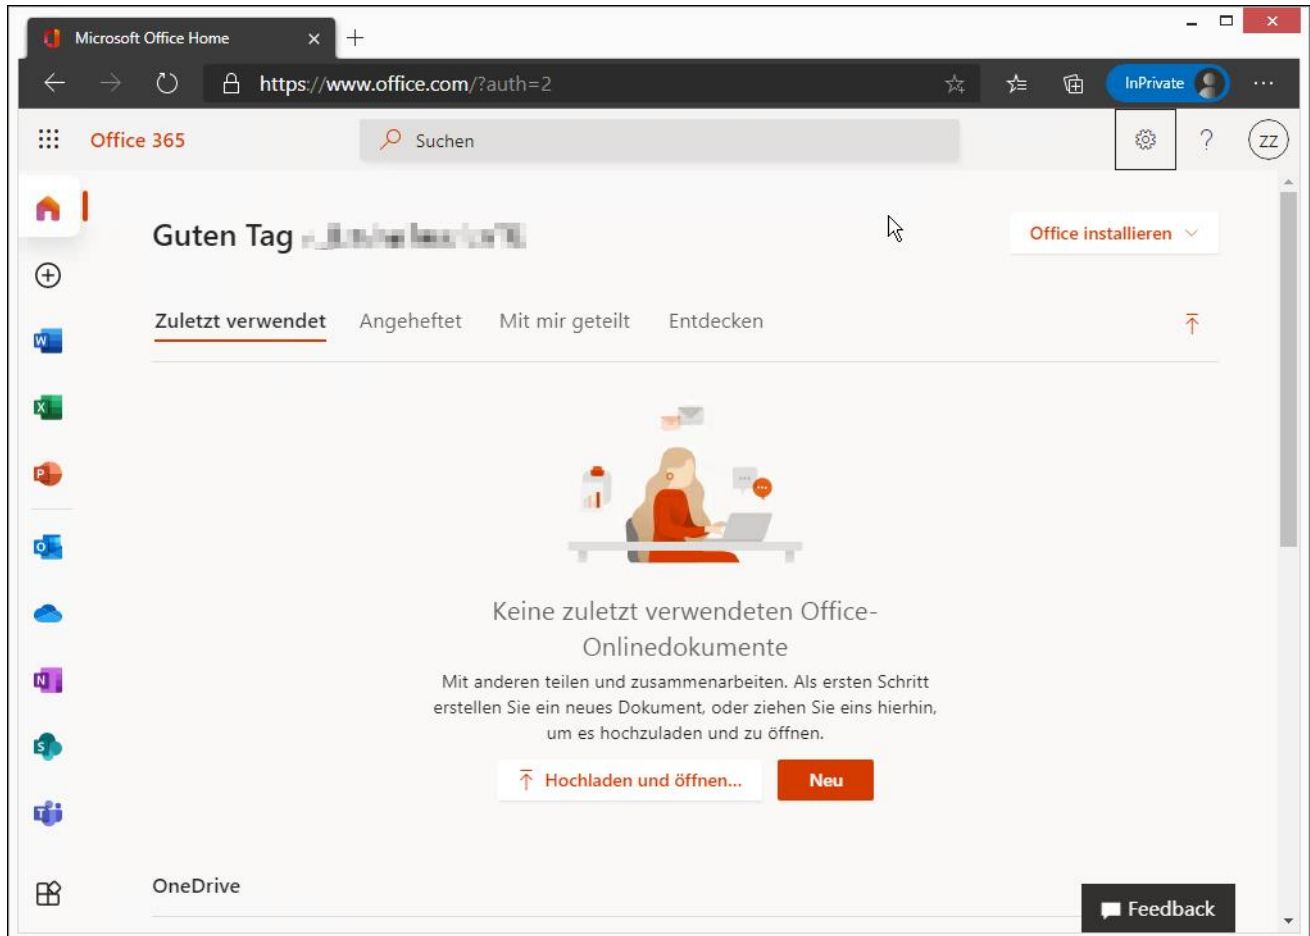 Microsoft Office Home
https://www.office.com/?auth=2
InPrivate
Office 365
Suchen
ZZ
Guten Tag
Office installieren
Zuletzt verwendet Angeheftet Mit mir geteilt Entdecken
Keine zuletzt verwendeten Office-
Onlinedokumente
Mit anderen teilen und zusammenarbeiten. Als ersten Schritt
erstellen Sie ein neues Dokument, oder ziehen Sie eins hierhin,
um es hochzuladen und zu öffnen.
Hochladen und öffnen... Neu
OneDrive
Feedback